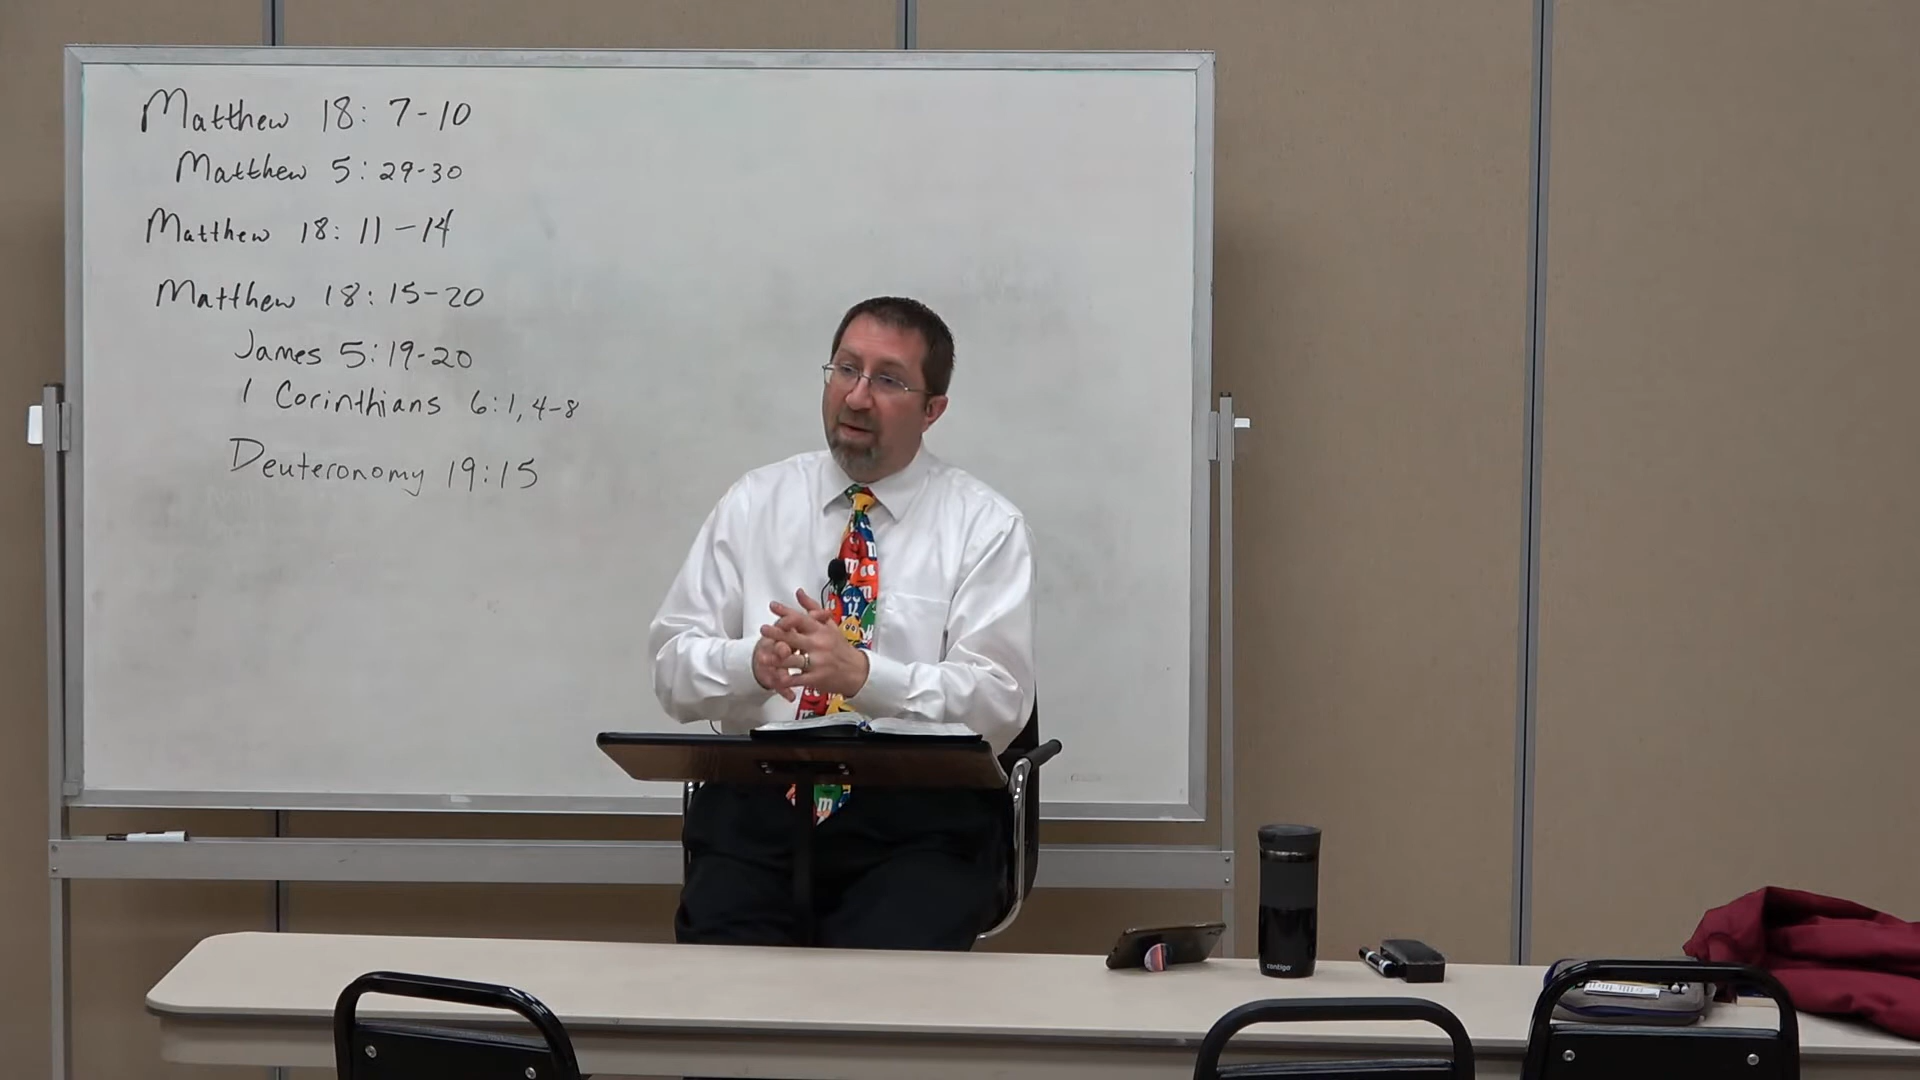 Matthew 18: 7-10
Matthew 5: 29-30
Matthew 18: 11-14
Matthew 18: 15-20
James 5:19-20
1 Corinthians 6:1, 4-8
Deuteronomy 19:15
m
m
m
m
contigo